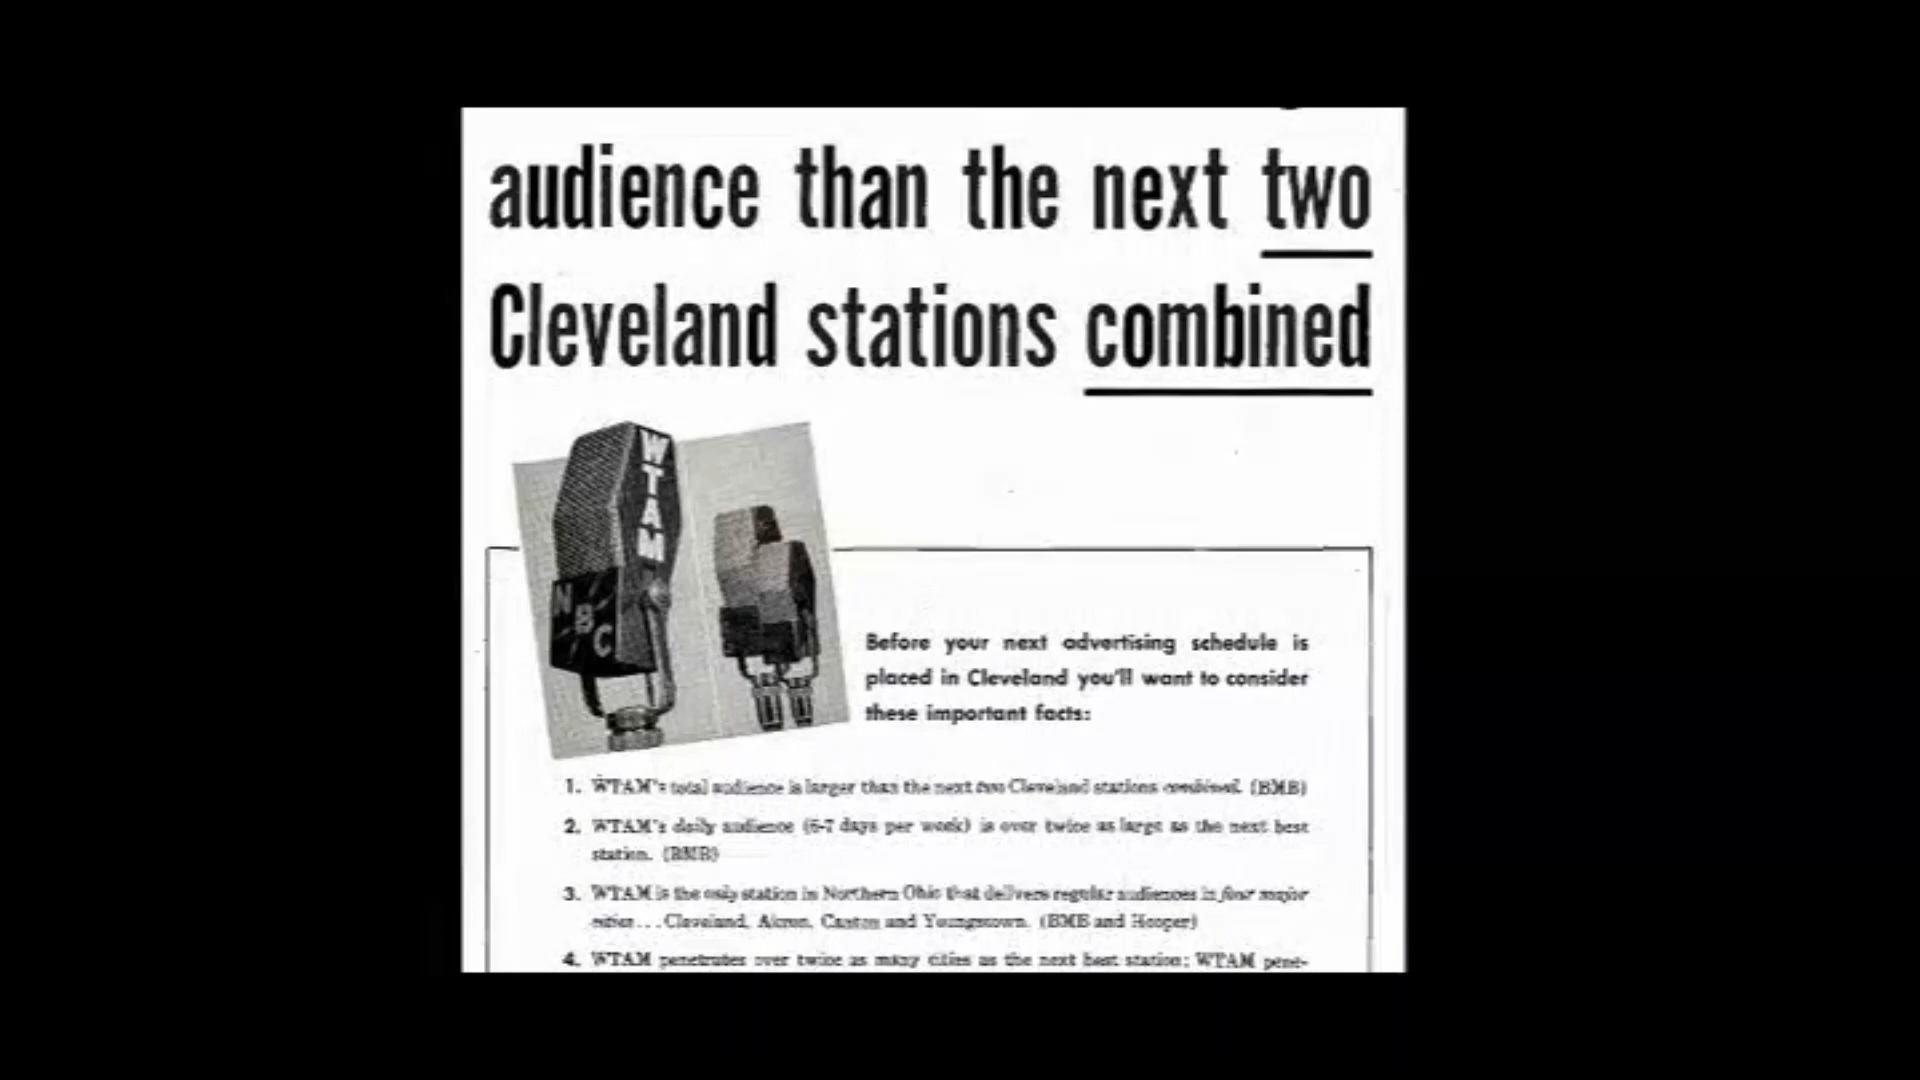 audience than the next two
Cleveland stations combined
WTAM
NBC
Before your next advertising schedule is
placed in Cleveland you'll want to consider
these important facts:
1. WTAM's total audience is larger than the next two Cleveland stations combined. (BMB)
2. WTAM's daily audience (6-7 days per week) is over twice as large as the next best
station. (BMB)
3. WTAM is the only station in Northern Ohio that delivers regular audiences in four major
cities...Cleveland, Akron, Canton and Youngstown. (BMB and Hooper)
4. WTAM penetrates over twice as many cities as the next best station; WTAM pene-